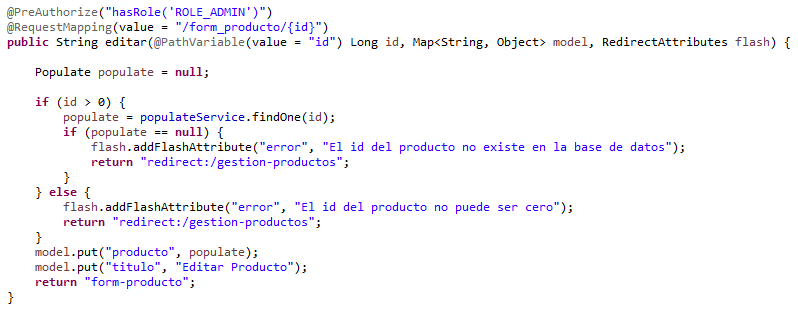 @PreAuthorize("hasRole('ROLE_ADMIN')")
@RequestMapping(value = "/form_producto/{id}")
public String editar(@PathVariable(value = "id") Long id, Map<String, Object> model, RedirectAttributes flash) {

    Populate populate = null;

    if (id > 0) {
        populate = populateService.findOne(id);
        if (populate == null) {
            flash.addFlashAttribute("error", "El id del producto no existe en la base de datos");
            return "redirect:/gestion-productos";
        }
    } else {
        flash.addFlashAttribute("error", "El id del producto no puede ser cero");
        return "redirect:/gestion-productos";
    }
    model.put("producto", populate);
    model.put("titulo", "Editar Producto");
    return "form-producto";
}